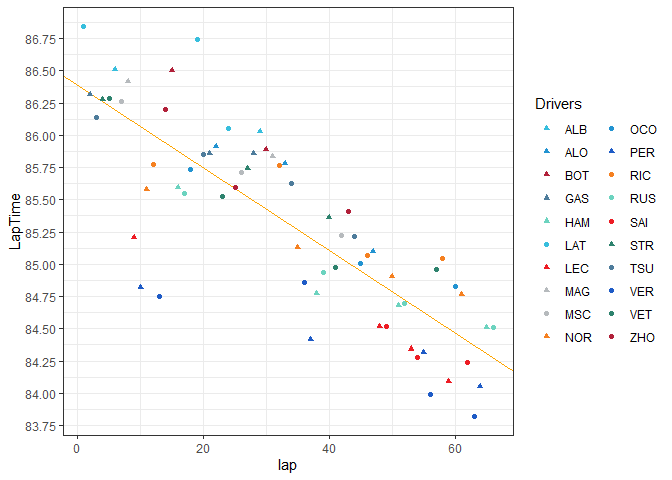 86.75
86.50
86.25
86.00
85.75
85.50
85.25
85.00
84.75
84.50
84.25
84.00
83.75
LapTime
0 20 40 60
lap
Drivers
ALB OCO
ALO PER
BOT RIC
GAS RUS
HAM SAI
LAT STR
LEC TSU
MAG VER
MSC VET
NOR ZHO